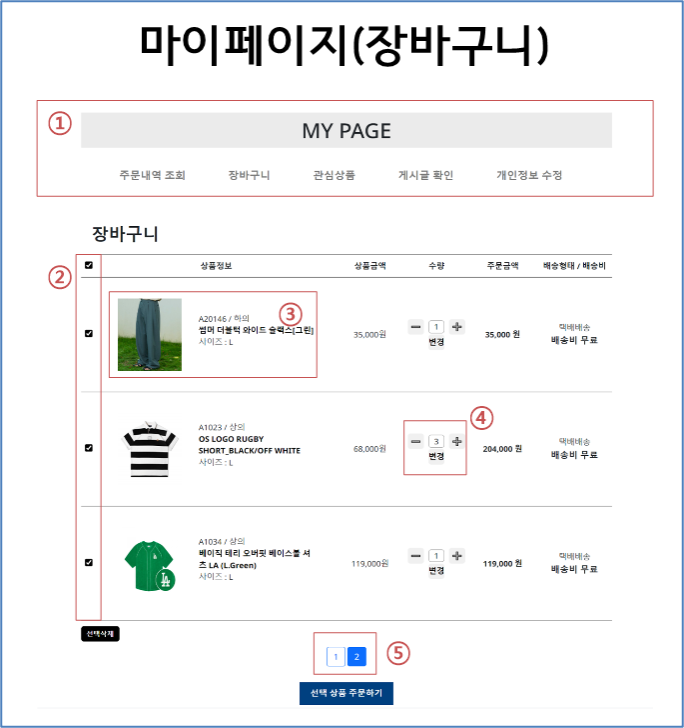 마이페이지(장바구니)
①
MY PAGE
주문내역 조회 장바구니 관심상품 게시글 확인 개인정보 수정
장바구니
②
상품정보 상품금액 수량 주문금액 배송형태 / 배송비
③
A20146 / 하의
썸머 더블턱 와이드 슬랙스[그린]
사이즈 : L
35,000원
1
변경
35,000 원
택배배송
배송비 무료
④
A1023 / 상의
OS LOGO RUGBY
SHORT_BLACK/OFF WHITE
사이즈 : L
68,000원
3
변경
204,000 원
택배배송
배송비 무료
A1034 / 상의
베이직 테리 오버핏 베이스볼 셔
츠 LA (L.Green)
사이즈 : L
119,000원
1
변경
119,000 원
택배배송
배송비 무료
LA
선택삭제
1 2
⑤
선택 상품 주문하기